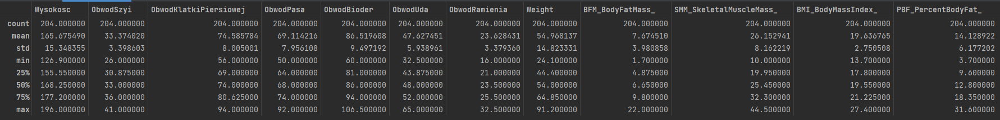 Wysokosc ObwodSzyi ObwodKlatkiPiersiowej ObwodPasa ObwodBioder ObwodUda ObwodRamienia Weight BFM_BodyFatMass_ SMM_SkeletalMuscleMass_ BMI_BodyMassIndex_ PBF_PercentBodyFat_
count 204.000000 204.000000 204.000000 204.000000 204.000000 204.000000 204.000000 204.000000 204.000000 204.000000 204.000000 204.000000
mean 165.675490 33.374020 74.585784 69.114216 86.519608 47.627451 23.628431 54.968137 7.674510 26.152941 19.636765 14.128922
std 15.348355 3.398603 8.005001 7.956108 9.497192 5.938961 3.379360 14.823331 3.980858 8.162219 2.750508 6.177202
min 126.900000 26.000000 56.000000 50.000000 60.000000 32.500000 16.000000 24.100000 1.700000 10.000000 13.700000 3.700000
25% 155.550000 30.875000 69.000000 64.000000 81.000000 43.875000 21.000000 44.400000 4.875000 19.950000 17.800000 9.600000
50% 168.250000 33.000000 74.000000 68.000000 86.000000 48.000000 23.500000 54.000000 6.650000 25.450000 19.550000 12.800000
75% 177.200000 36.000000 80.625000 74.000000 94.000000 52.000000 25.500000 64.850000 9.800000 32.300000 21.225000 18.350000
max 196.000000 41.000000 94.000000 92.000000 106.500000 65.000000 32.500000 91.200000 22.000000 44.500000 27.400000 31.600000